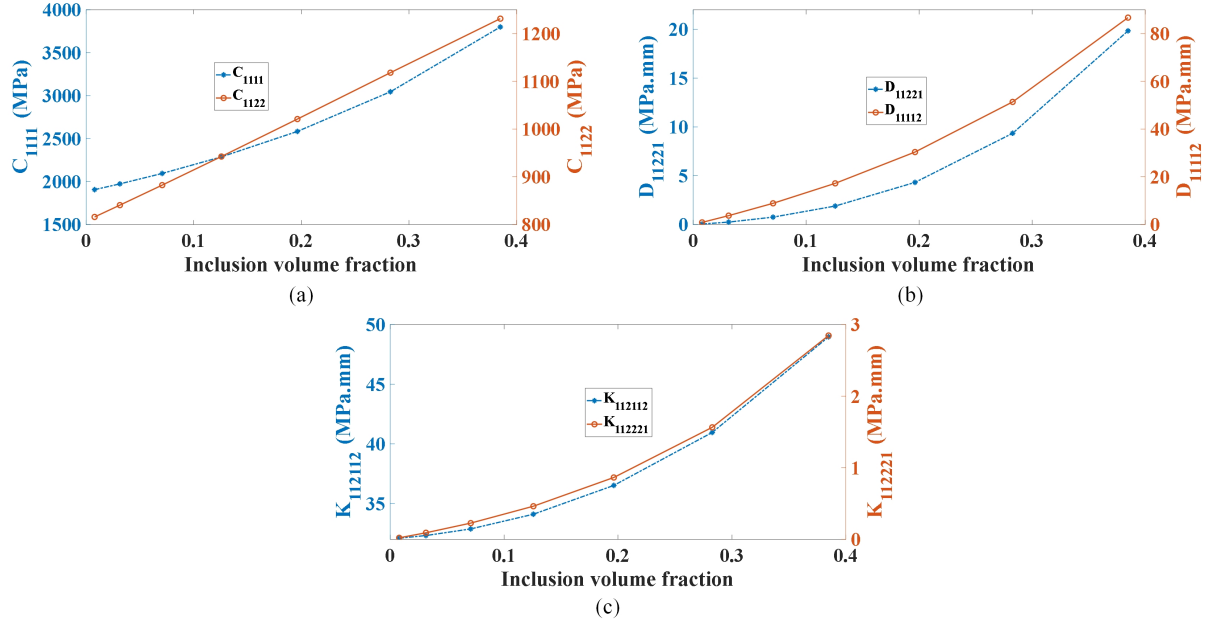 4000
3500
3000
2500
2000
1500
C1111 (MPa)
C1111
C1122
1200
1100
1000
900
800
C1122 (MPa)
0 0.1 0.2 0.3 0.4
Inclusion volume fraction
(a)
20
15
10
5
0
D11221 (MPa.mm)
D11221
D11112
80
60
40
20
0
D11112 (MPa.mm)
0 0.1 0.2 0.3 0.4
Inclusion volume fraction
(b)
50
45
40
35
K112112 (MPa.mm)
K112112
K112221
3
2
1
0
K112221 (MPa.mm)
0 0.1 0.2 0.3 0.4
Inclusion volume fraction
(c)